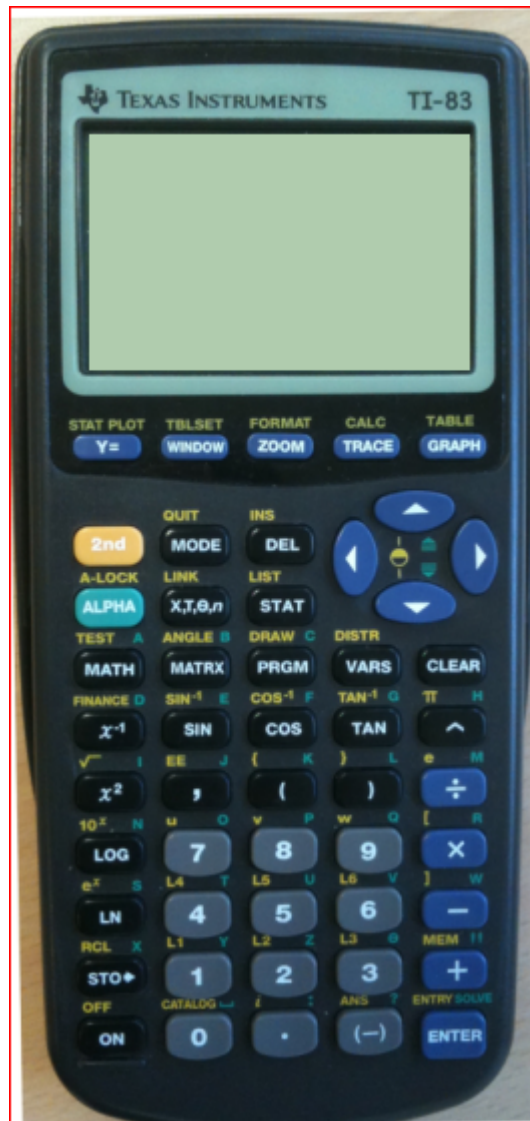 TEXAS INSTRUMENTS TI-83
STAT PLOT TBLSET FORMAT CALC TABLE
Y= WINDOW ZOOM TRACE GRAPH
QUIT INS
2nd MODE DEL
A-LOCK LINK LIST
ALPHA X,T,Θ,n STAT
TEST A ANGLE B DRAW C DISTR
MATH MATRX PRGM VARS CLEAR
FINANCE D SIN⁻¹ E COS⁻¹ F TAN⁻¹ G π H
x⁻¹ SIN COS TAN ^
√ I EE J { K } L e M
x² , ( ) ÷
10ˣ N u O v P w Q [ R
LOG 7 8 9 ×
eˣ S L4 T L5 U L6 V ] W
LN 4 5 6 −
RCL X L1 Y L2 Z L3 θ MEM "
STO▸ 1 2 3 +
OFF CATALOG ␣ i : ANS ? ENTRY SOLVE
ON 0 . (−) ENTER